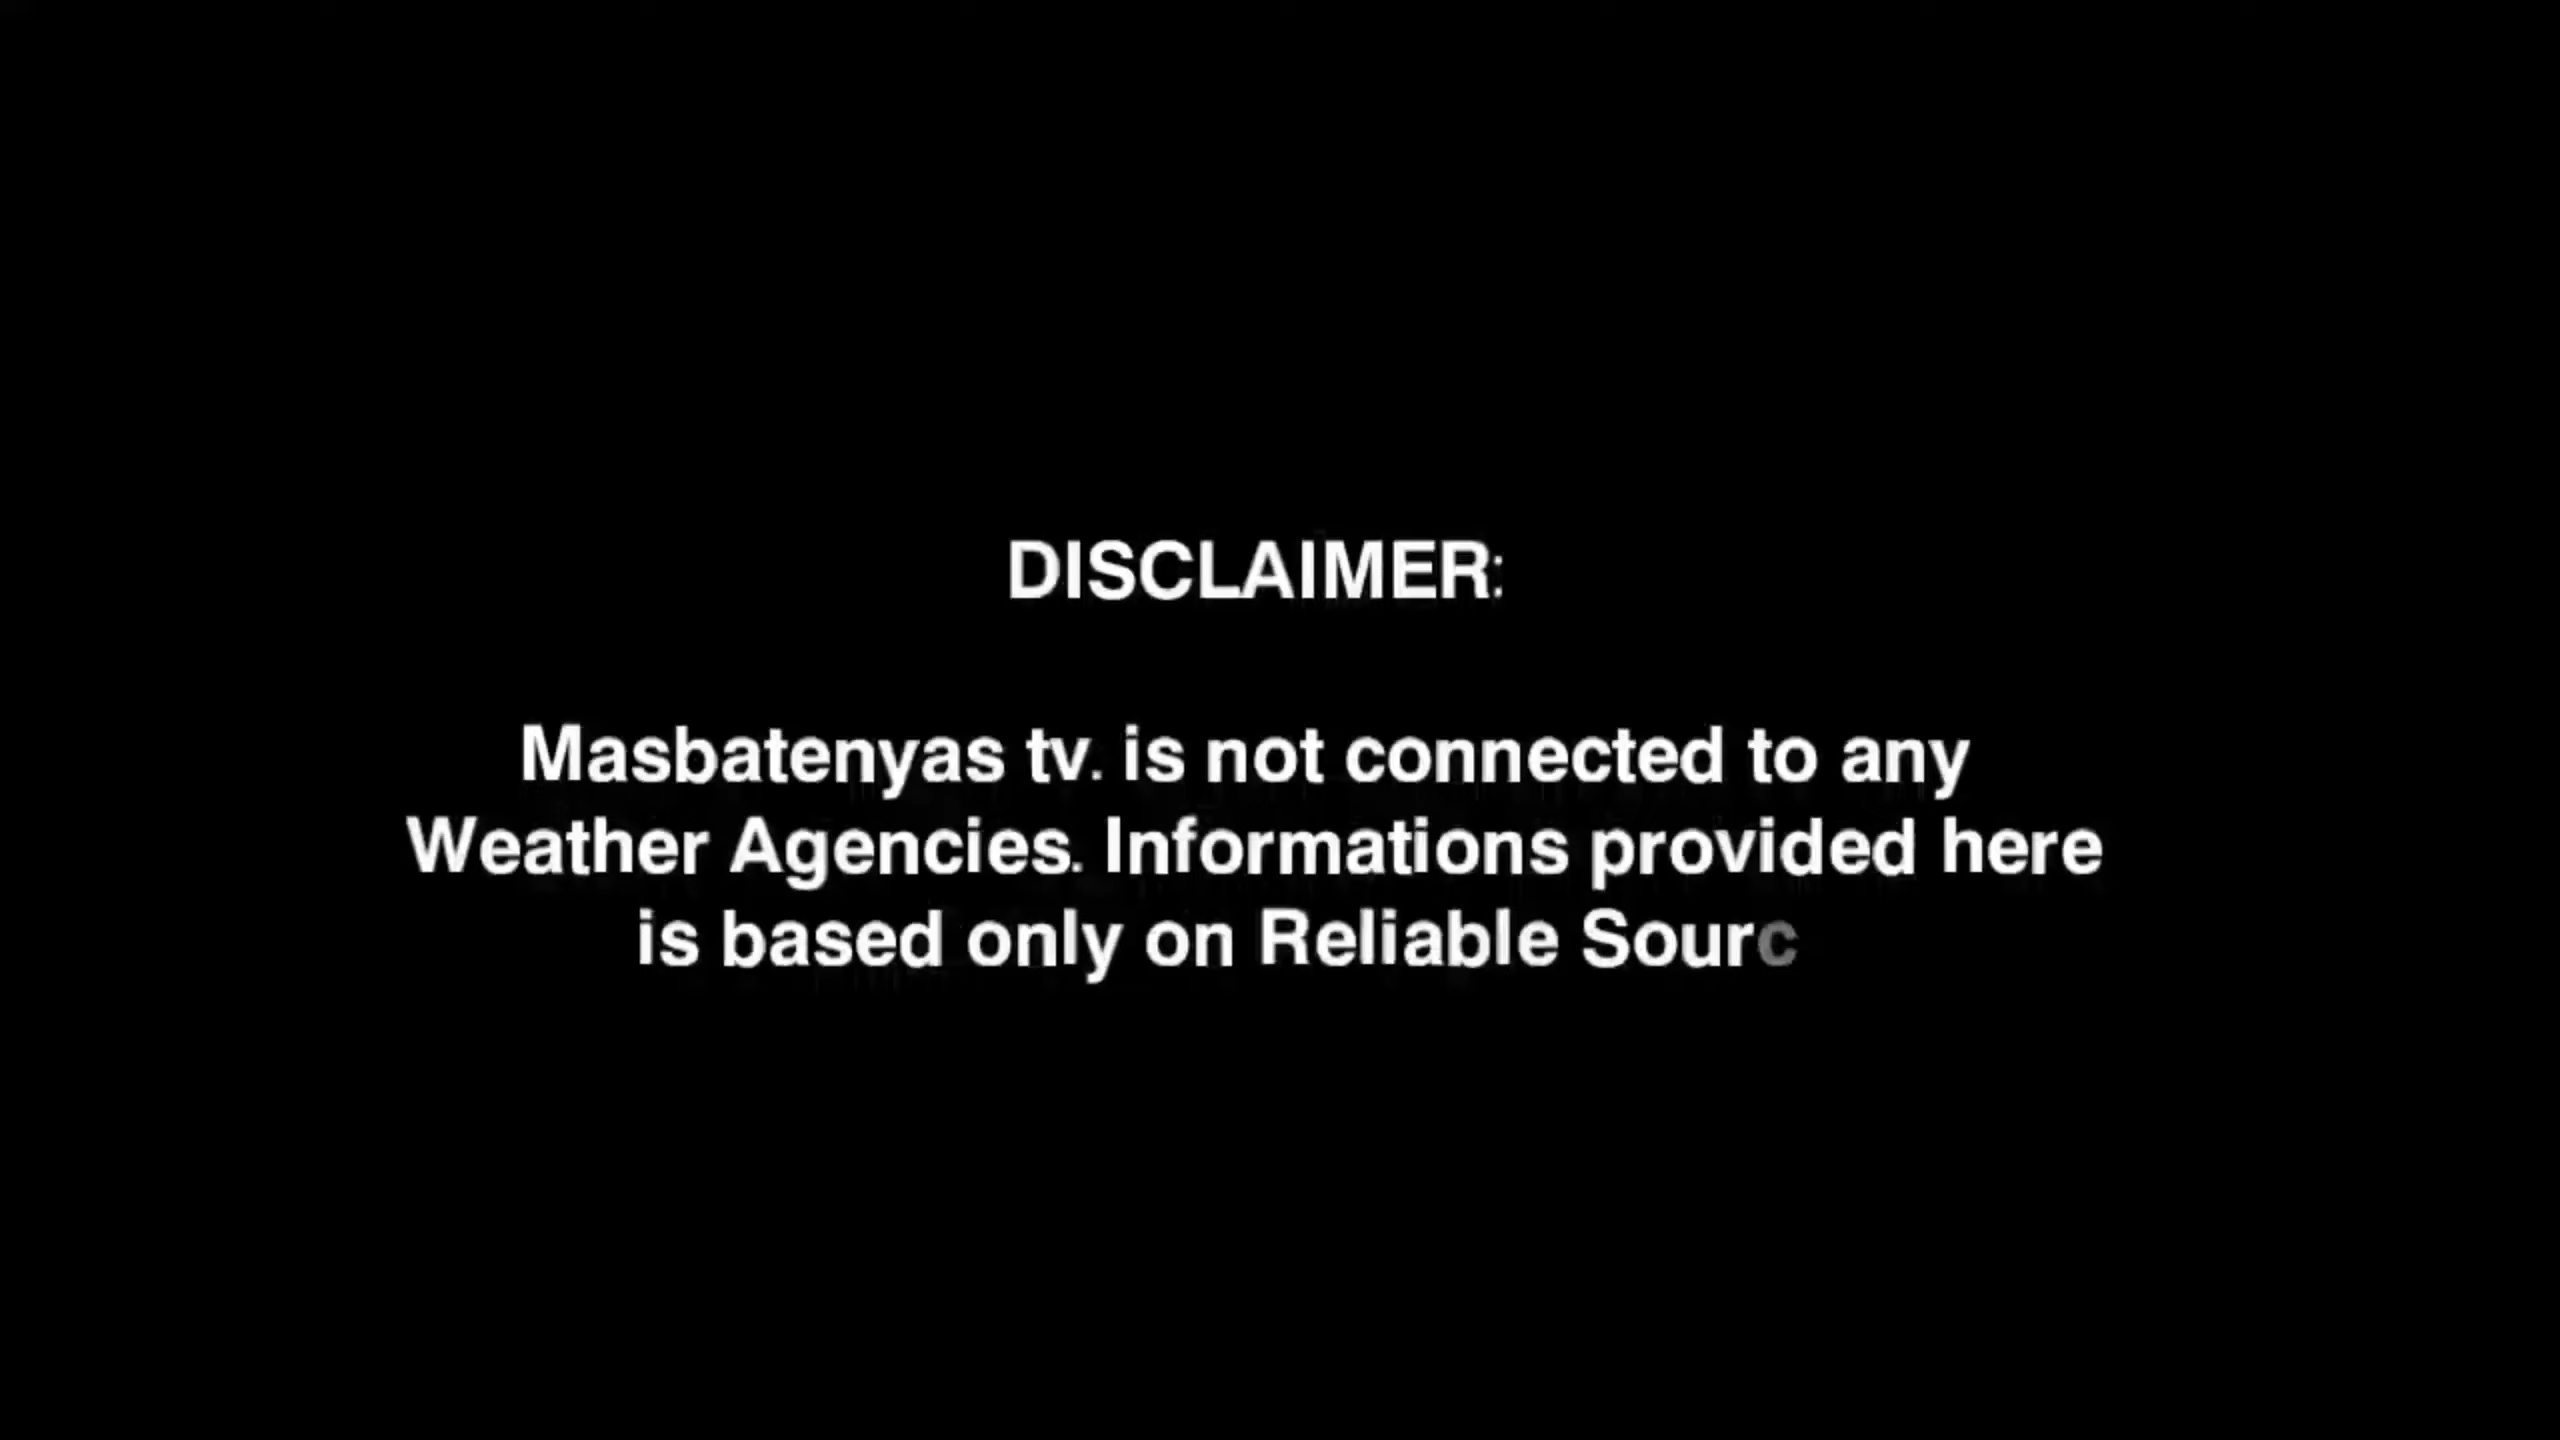 DISCLAIMER:
Masbatenyas tv. is not connected to any
Weather Agencies. Informations provided here
is based only on Reliable Sourc